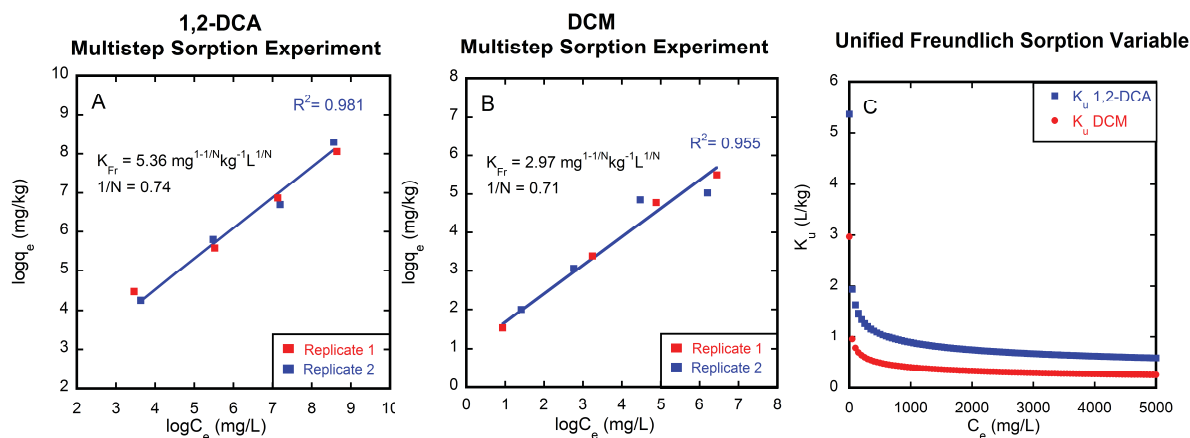 1,2-DCA
Multistep Sorption Experiment
A
R² = 0.981
K_Fr = 5.36 mg^1-1/N kg^-1 L^1/N
1/N = 0.74
10
9
8
7
6
5
4
3
2
logq_e (mg/kg)
Replicate 1
Replicate 2
2 3 4 5 6 7 8 9 10
logC_e (mg/L)
DCM
Multistep Sorption Experiment
B
R² = 0.955
K_Fr = 2.97 mg^1-1/N kg^-1 L^1/N
1/N = 0.71
8
7
6
5
4
3
2
1
0
logq_e (mg/kg)
Replicate 1
Replicate 2
0 1 2 3 4 5 6 7 8
logC_e (mg/L)
Unified Freundlich Sorption Variable
C
K_u 1,2-DCA
K_u DCM
6
5
4
3
2
1
0
K_u (L/kg)
0 1000 2000 3000 4000 5000
C_e (mg/L)